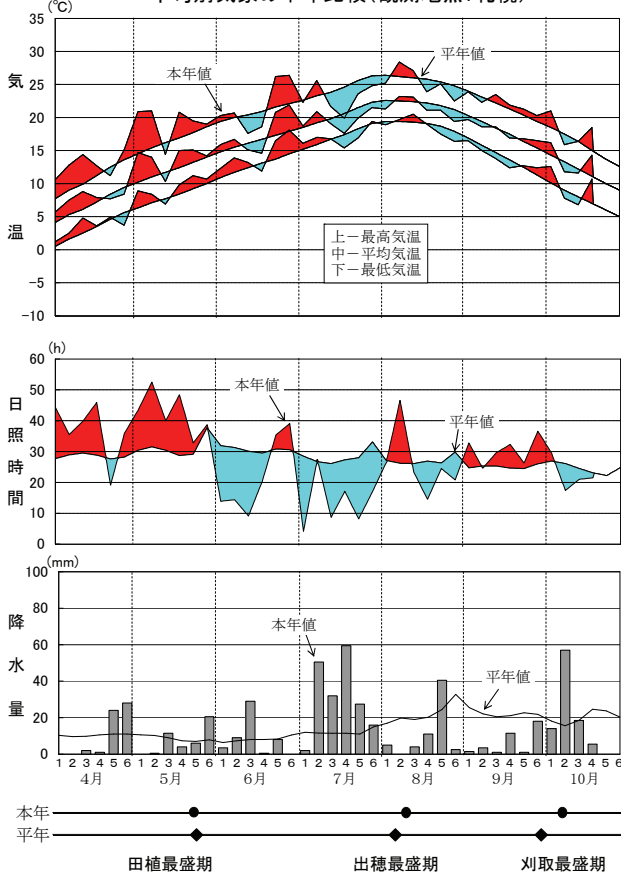 (℃)
35
30
25
20
15
10
5
0
-5
-10
気
温
本年値
平年値
上－最高気温
中－平均気温
下－最低気温
(h)
60
50
40
30
20
10
0
日
照
時
間
本年値
平年値
(mm)
100
80
60
40
20
0
降
水
量
本年値
平年値
1 2 3 4 5 6 1 2 3 4 5 6 1 2 3 4 5 6 1 2 3 4 5 6 1 2 3 4 5 6 1 2 3 4 5 6 1 2 3 4 5 6
4月 5月 6月 7月 8月 9月 10月
本年
平年
田植最盛期 出穂最盛期 刈取最盛期